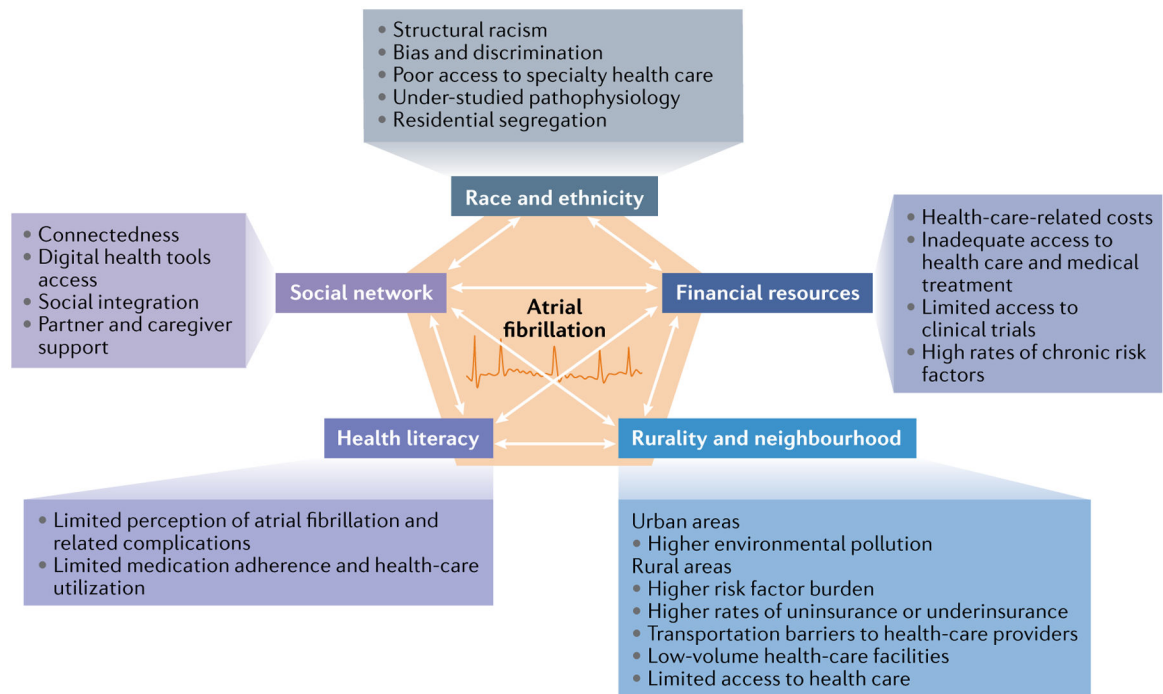 • Structural racism
• Bias and discrimination
• Poor access to specialty health care
• Under-studied pathophysiology
• Residential segregation
Race and ethnicity
• Connectedness
• Digital health tools
access
• Social integration
• Partner and caregiver
support
Social network
Financial resources
• Health-care-related costs
• Inadequate access to
health care and medical
treatment
• Limited access to
clinical trials
• High rates of chronic risk
factors
Atrial
fibrillation
Health literacy
Rurality and neighbourhood
• Limited perception of atrial fibrillation and
related complications
• Limited medication adherence and health-care
utilization
Urban areas
• Higher environmental pollution
Rural areas
• Higher risk factor burden
• Higher rates of uninsurance or underinsurance
• Transportation barriers to health-care providers
• Low-volume health-care facilities
• Limited access to health care